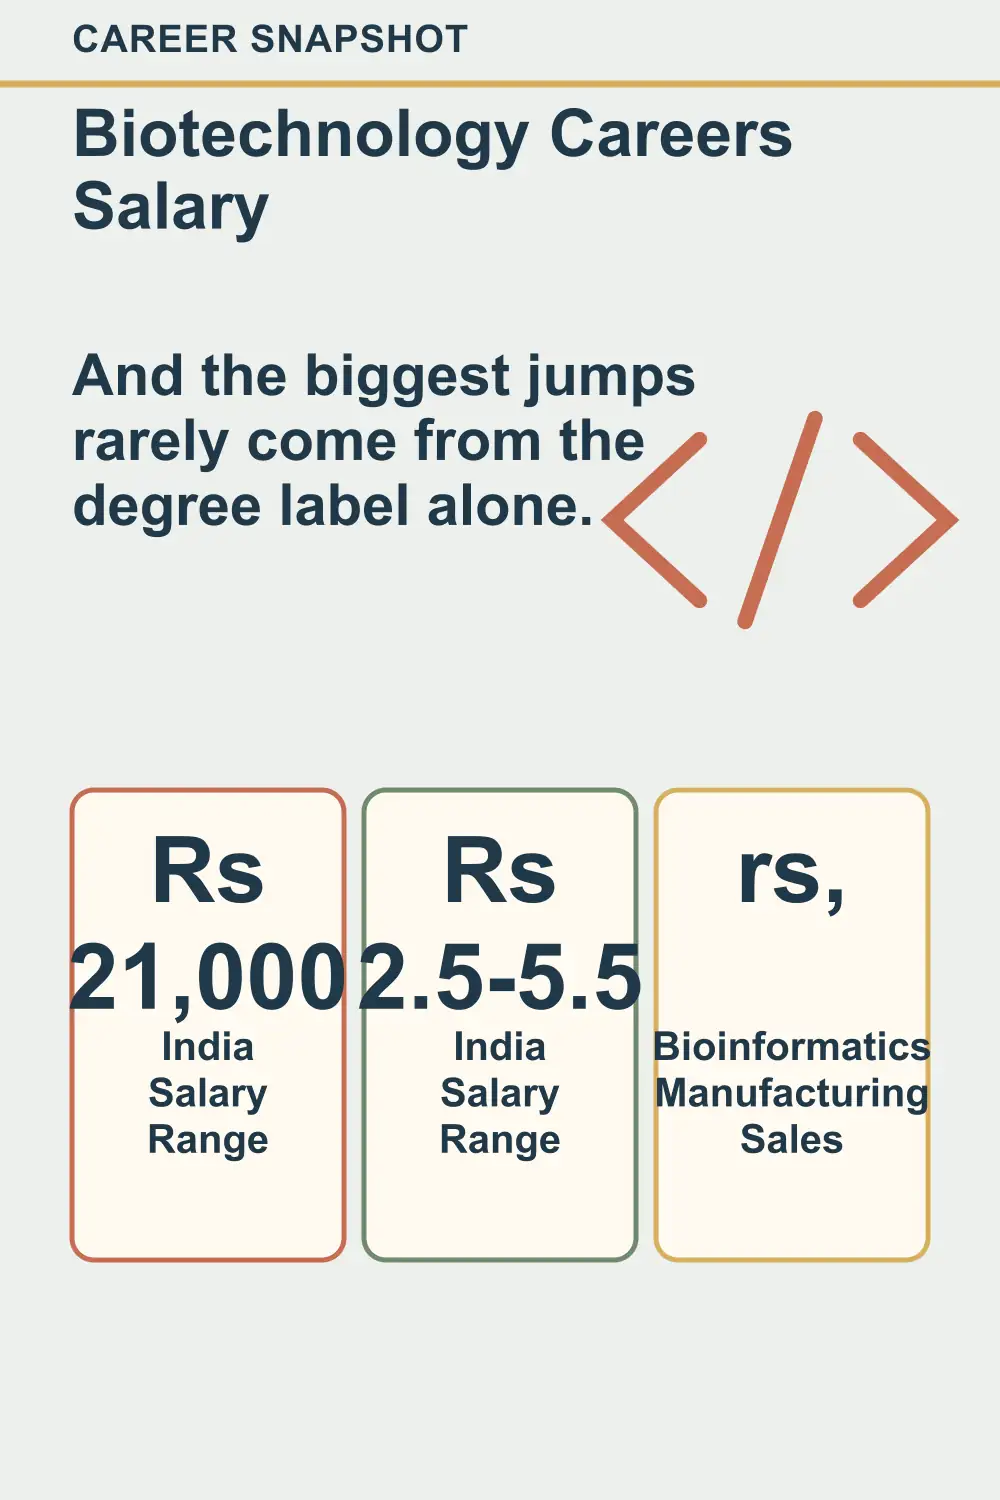 CAREER SNAPSHOT
Biotechnology Careers
Salary
And the biggest jumps
rarely come from the
degree label alone.
Rs
21,000
India
Salary
Range
Rs
2.5-5.5
India
Salary
Range
rs,
Bioinformatics
Manufacturing
Sales